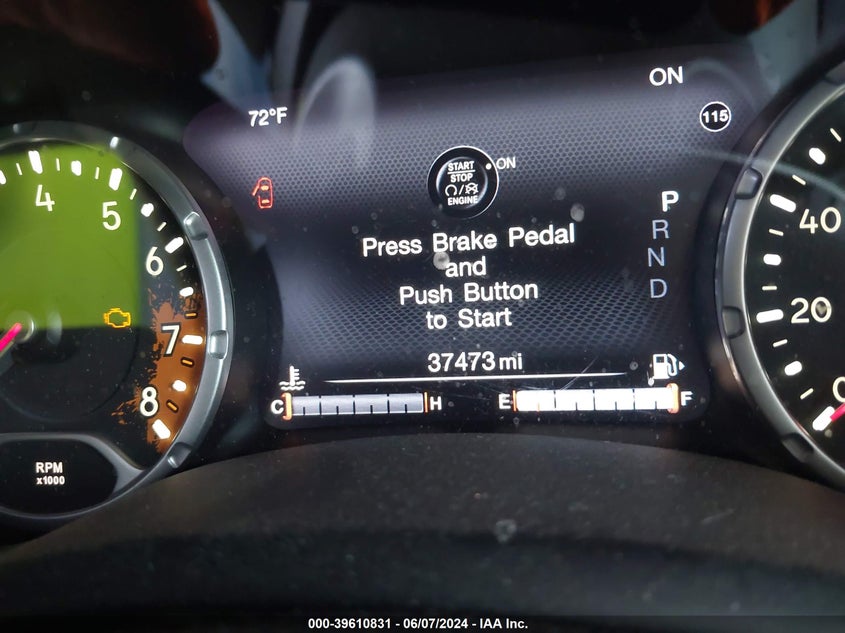 ON
72°F
115
START
STOP
ENGINE
ON
P
R
N
D
Press Brake Pedal
and
Push Button
to Start
37473 mi
C H
E F
4
5
6
7
8
RPM
x1000
40
20
0
000-39610831 - 06/07/2024 - IAA Inc.